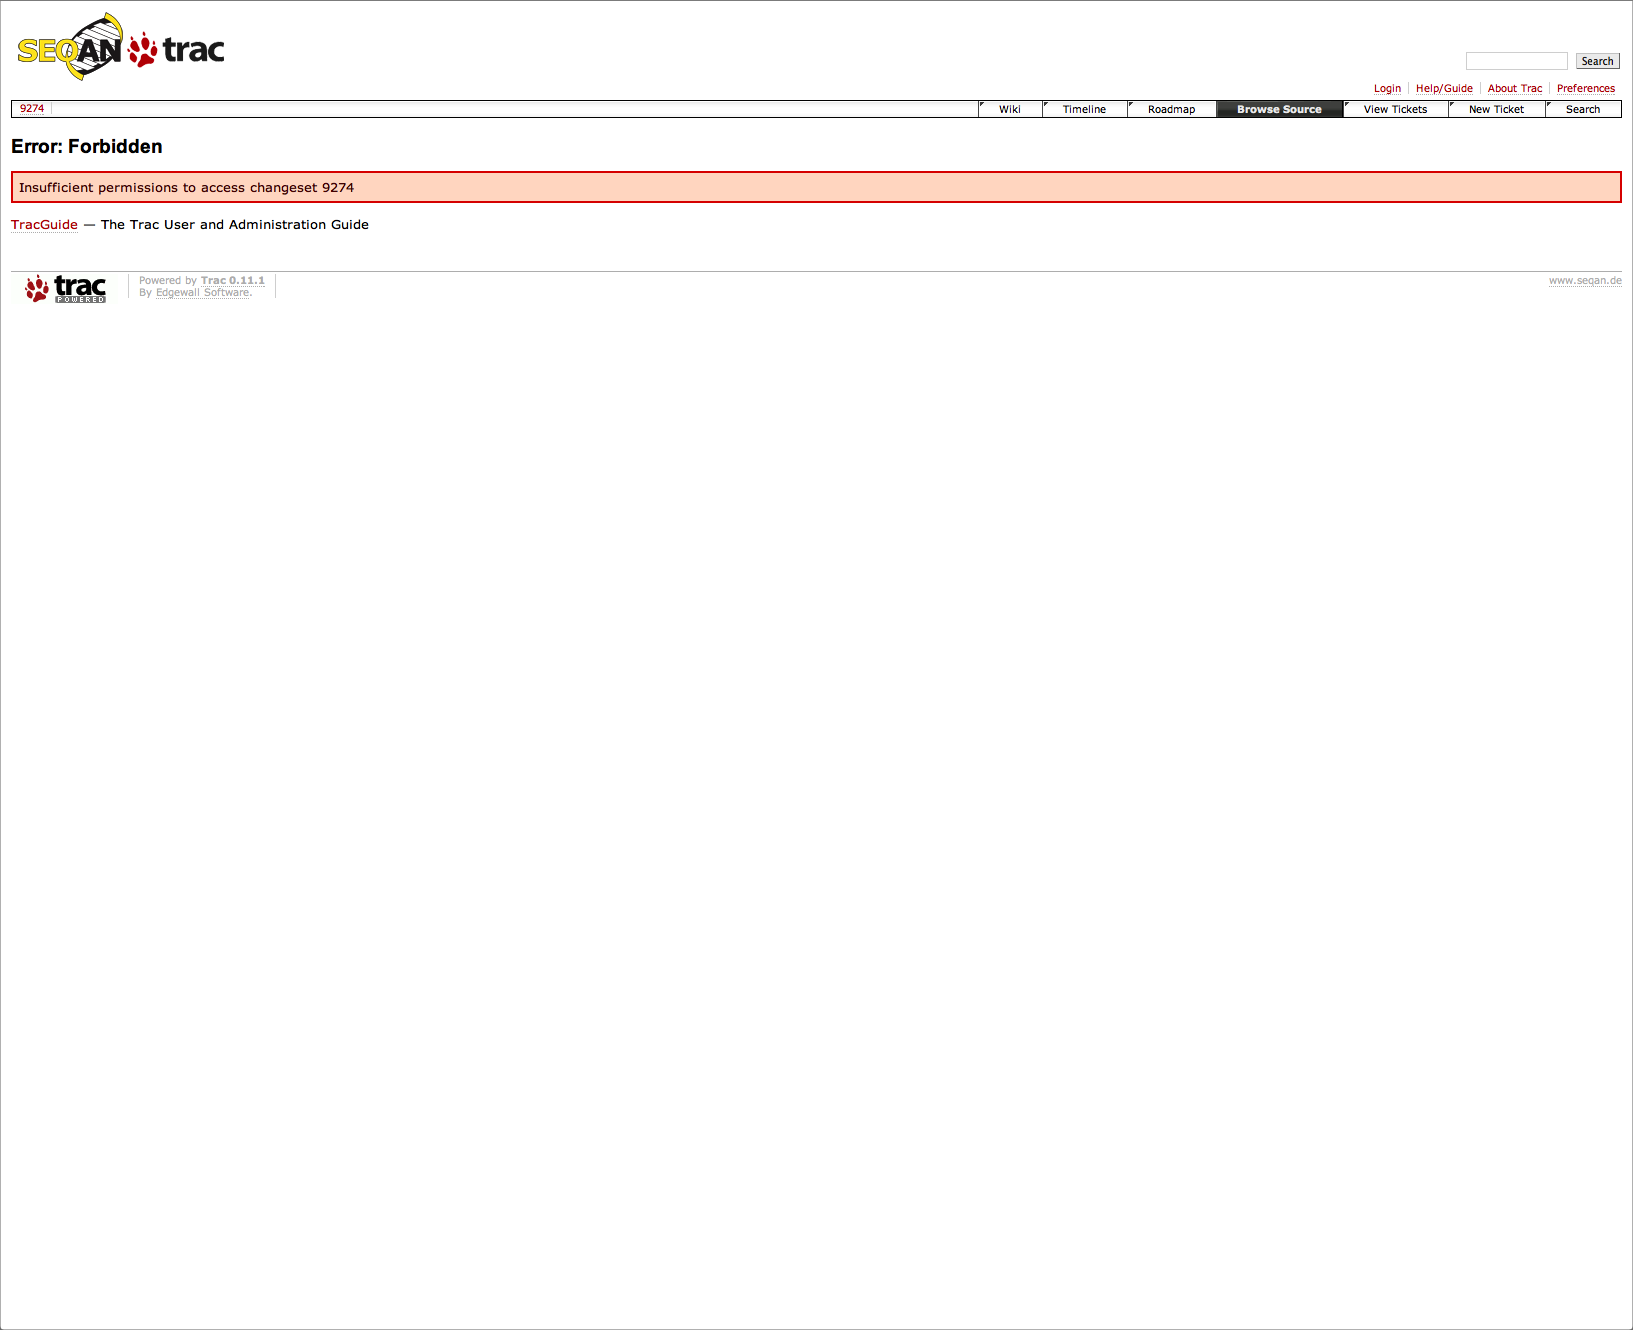 SEQAN trac
Search
Login Help/Guide About Trac Preferences
9274 Wiki Timeline Roadmap Browse Source View Tickets New Ticket Search
Error: Forbidden
Insufficient permissions to access changeset 9274
TracGuide — The Trac User and Administration Guide
trac POWERED
Powered by Trac 0.11.1
By Edgewall Software.
www.seqan.de